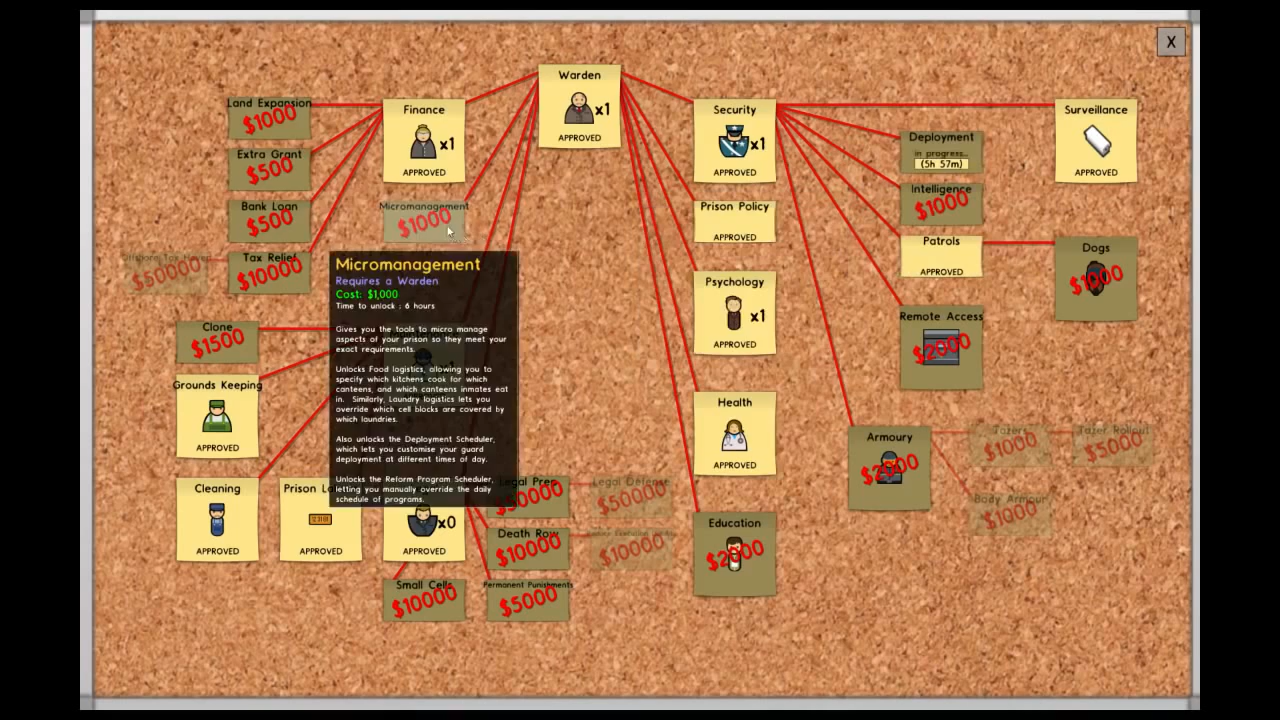 X
Warden
x1
APPROVED
Land Expansion
$1000
Finance
x1
APPROVED
Security
x1
APPROVED
Surveillance
APPROVED
Deployment
in progress...
(5h 57m)
Extra Grant
$500
Intelligence
$1000
Bank Loan
$500
Micromanagement
$1000
Prison Policy
APPROVED
Patrols
APPROVED
Dogs
$1000
Offshore Tax Haven
$50000
Tax Relief
$10000
Micromanagement
Requires a Warden
Cost: $1,000
Time to unlock : 6 hours
Gives you the tools to micro manage
aspects of your prison so they meet your
exact requirements.
Unlocks Food logistics, allowing you to
specify which kitchens cook for which
canteens, and which canteens inmates eat
in. Similarly, Laundry logistics lets you
override which cell blocks are covered by
which laundries.
Also unlocks the Deployment Scheduler,
which lets you customise your guard
deployment at different times of day.
Unlocks the Reform Program Scheduler,
letting you manually override the daily
schedule of programs.
Psychology
x1
APPROVED
Remote Access
$2000
Clone
$1500
Grounds Keeping
APPROVED
Health
APPROVED
Armoury
$2000
Tazers
$1000
Tazer Rollout
$5000
Body Armour
$1000
Cleaning
APPROVED
Prison La
APPROVED
x0
APPROVED
Legal Prep
$50000
Legal Defense
$50000
Death Row
$10000
$10000
Education
$2000
Small Cells
$10000
Permanent Punishments
$5000